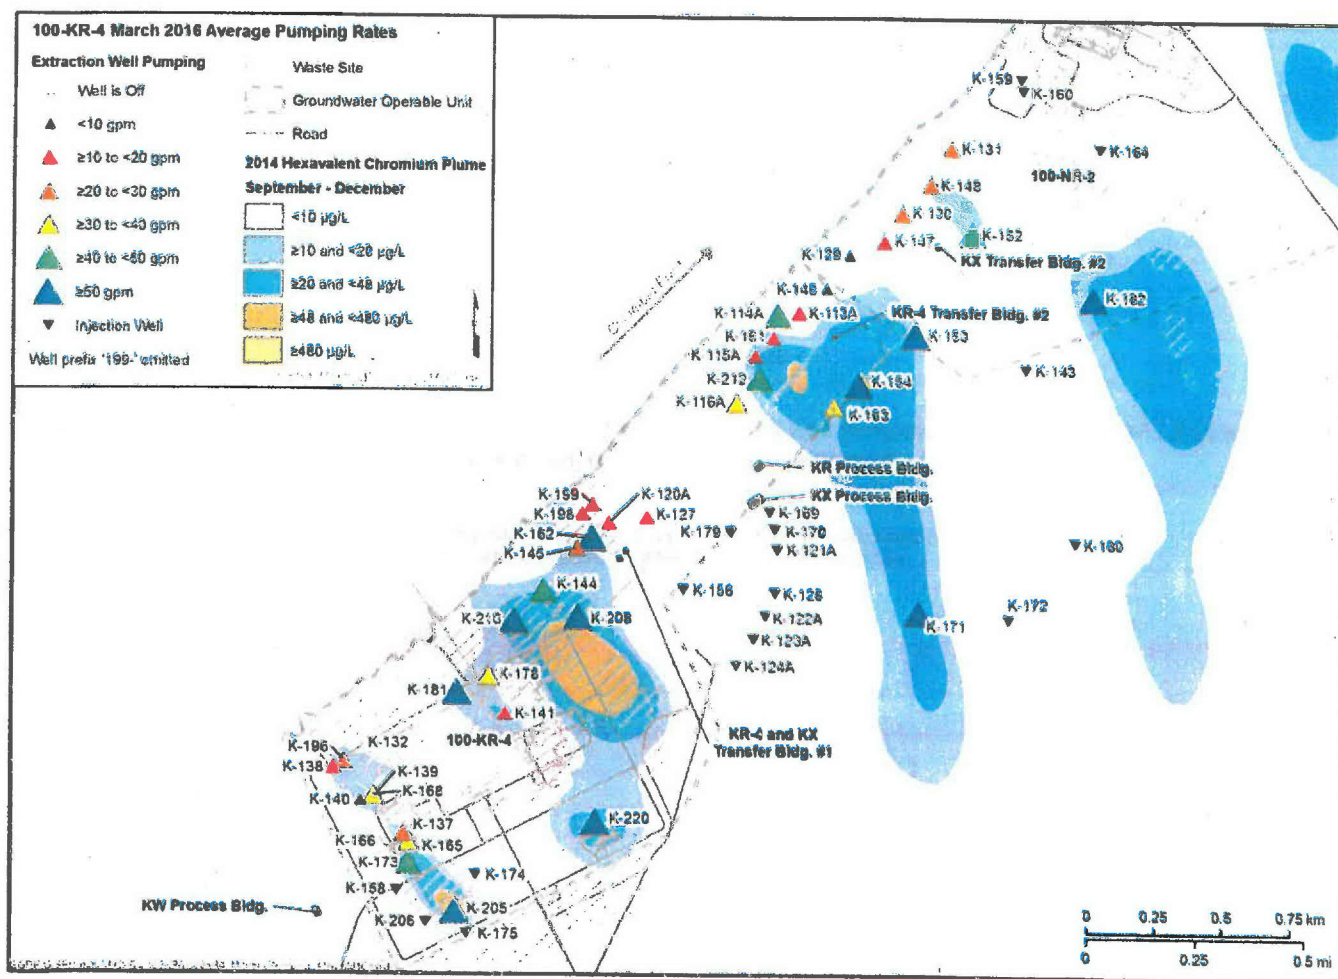 100-KR-4 March 2016 Average Pumping Rates
Extraction Well Pumping
Well is Off
<10 gpm
≥10 to <20 gpm
≥20 to <30 gpm
≥30 to <40 gpm
≥40 to <50 gpm
≥50 gpm
Injection Well
Well prefix '199-' omitted
Waste Site
Groundwater Operable Unit
Road
2014 Hexavalent Chromium Plume
September - December
<10 µg/L
≥10 and <20 µg/L
≥20 and <48 µg/L
≥48 and <480 µg/L
≥480 µg/L
K-159
K-160
K-131
K-164
100-NR-2
K-148
K-130
K-147
K-152
KX Transfer Bldg. #2
K-129
K-146
K-182
K-114A
K-113A
KR-4 Transfer Bldg. #2
K-161
K-153
K-115A
K-143
K-212
K-154
K-116A
K-163
KR Process Bldg.
KX Process Bldg.
K-199
K-120A
K-198
K-127
K-169
K-162
K-179
K-170
K-145
K-121A
K-180
K-144
K-156
K-128
K-172
K-210
K-208
K-122A
K-171
K-123A
K-124A
K-178
K-181
K-141
100-KR-4
KR-4 and KX
Transfer Bldg. #1
K-196
K-132
K-138
K-139
K-140
K-168
K-137
K-220
K-166
K-165
K-173
K-174
K-158
KW Process Bldg.
K-205
K-206
K-175
0 0.25 0.5 0.75 km
0 0.25 0.5 mi